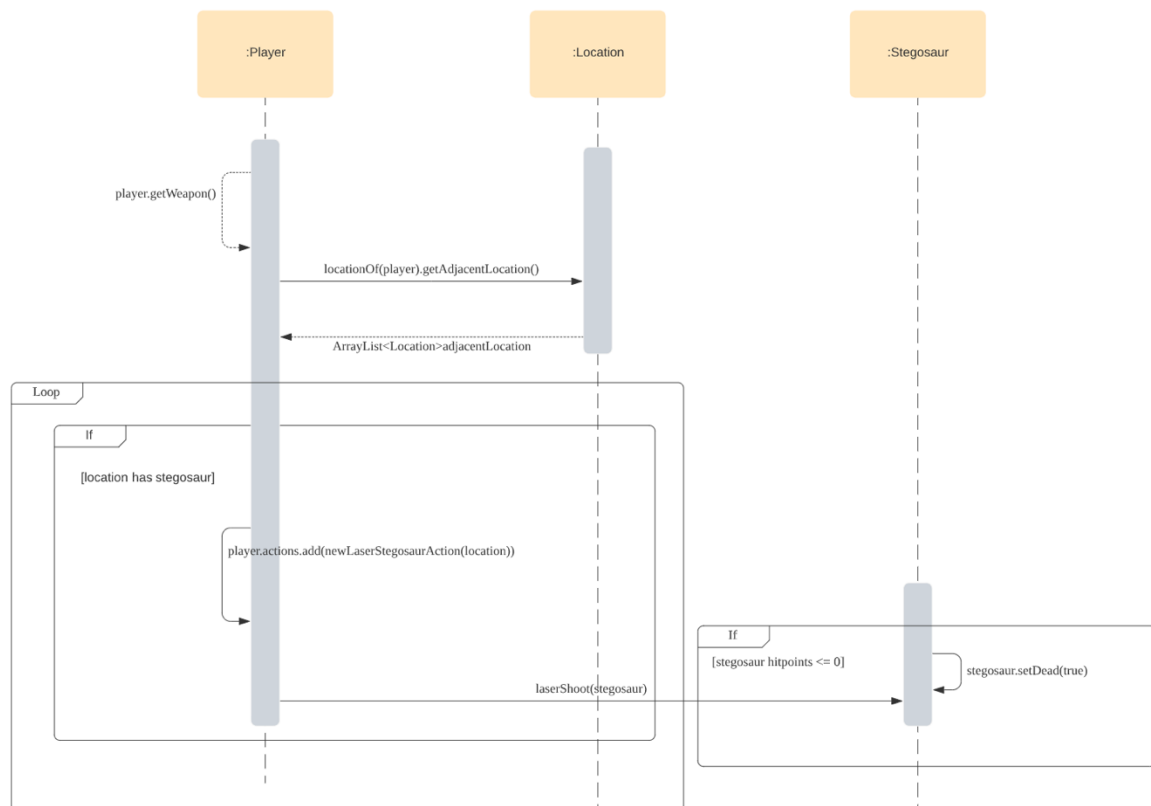 :Player
:Location
:Stegosaur
player.getWeapon()
locationOf(player).getAdjacentLocation()
ArrayList<Location>adjacentLocation
Loop
If
[location has stegosaur]
player.actions.add(newLaserStegosaurAction(location))
If
[stegosaur hitpoints <= 0]
stegosaur.setDead(true)
laserShoot(stegosaur)